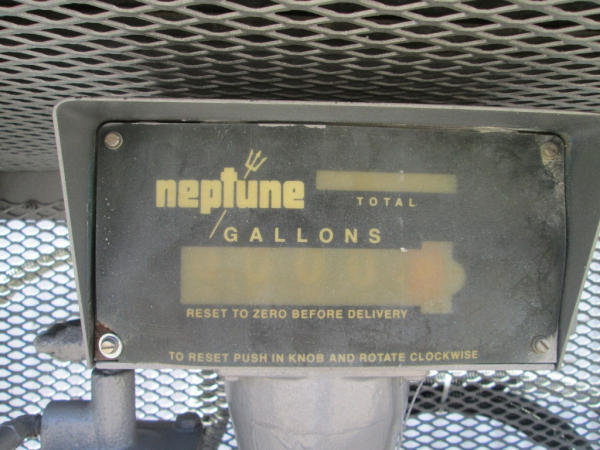 neptune
TOTAL
GALLONS
RESET TO ZERO BEFORE DELIVERY
TO RESET PUSH IN KNOB AND ROTATE CLOCKWISE